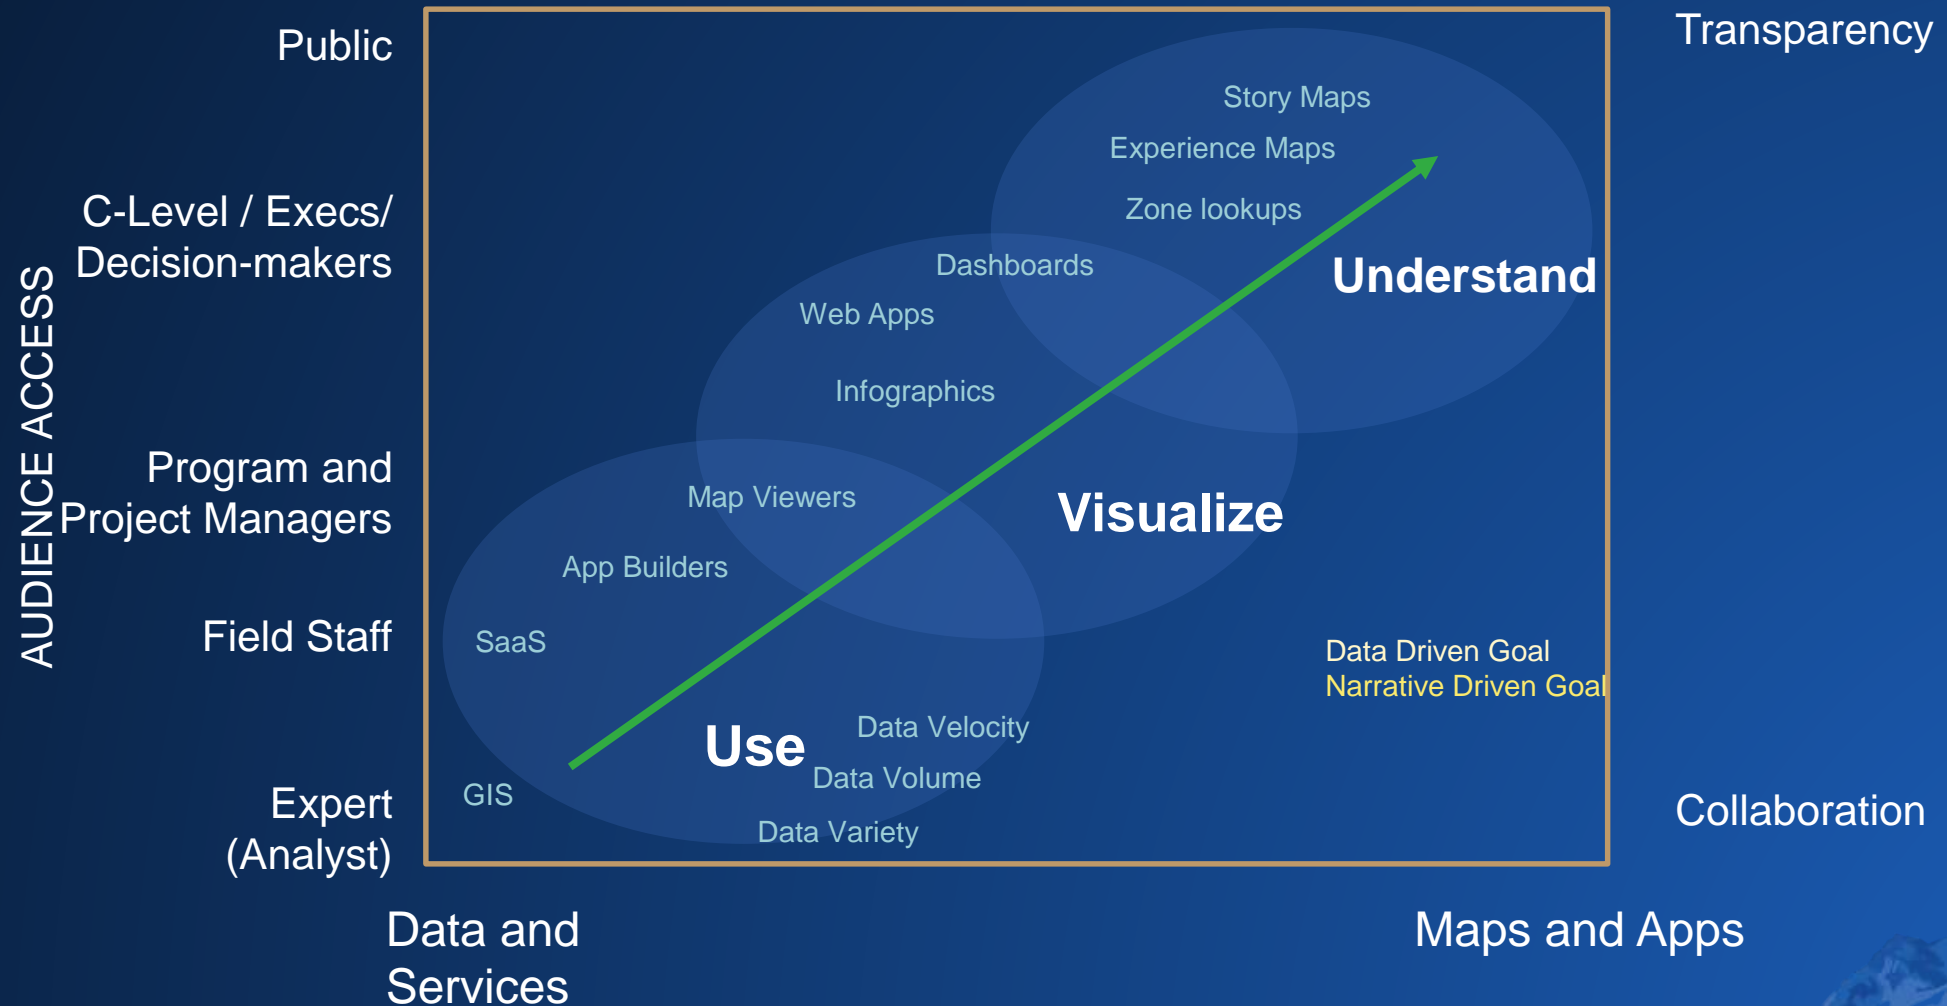 Public
Transparency
Story Maps
Experience Maps
C-Level / Execs/
Decision-makers
Zone lookups
Dashboards
Understand
Web Apps
Infographics
AUDIENCE ACCESS
Program and
Project Managers
Map Viewers
Visualize
App Builders
Field Staff
SaaS
Data Driven Goal
Narrative Driven Goal
Use
Data Velocity
Data Volume
GIS
Data Variety
Expert
(Analyst)
Collaboration
Data and
Services
Maps and Apps